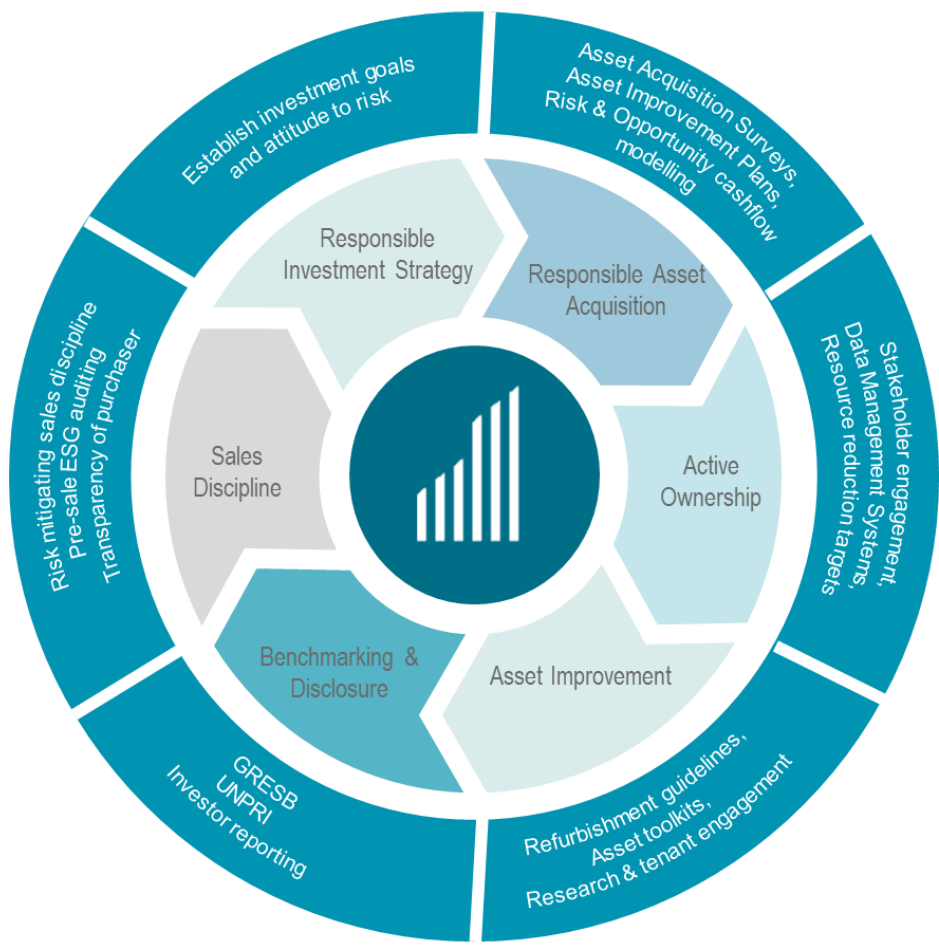 Establish investment goals
and attitude to risk
Asset Acquisition Surveys,
Asset Improvement Plans,
Risk & Opportunity cashflow
modelling
Stakeholder engagement,
Data Management Systems,
Resource reduction targets
Refurbishment guidelines,
Asset toolkits,
Research & tenant engagement
GRESB
UNPRI
Investor reporting
Risk mitigating sales discipline
Pre-sale ESG auditing
Transparency of purchaser
Responsible
Investment Strategy
Responsible Asset
Acquisition
Active
Ownership
Asset Improvement
Benchmarking &
Disclosure
Sales
Discipline